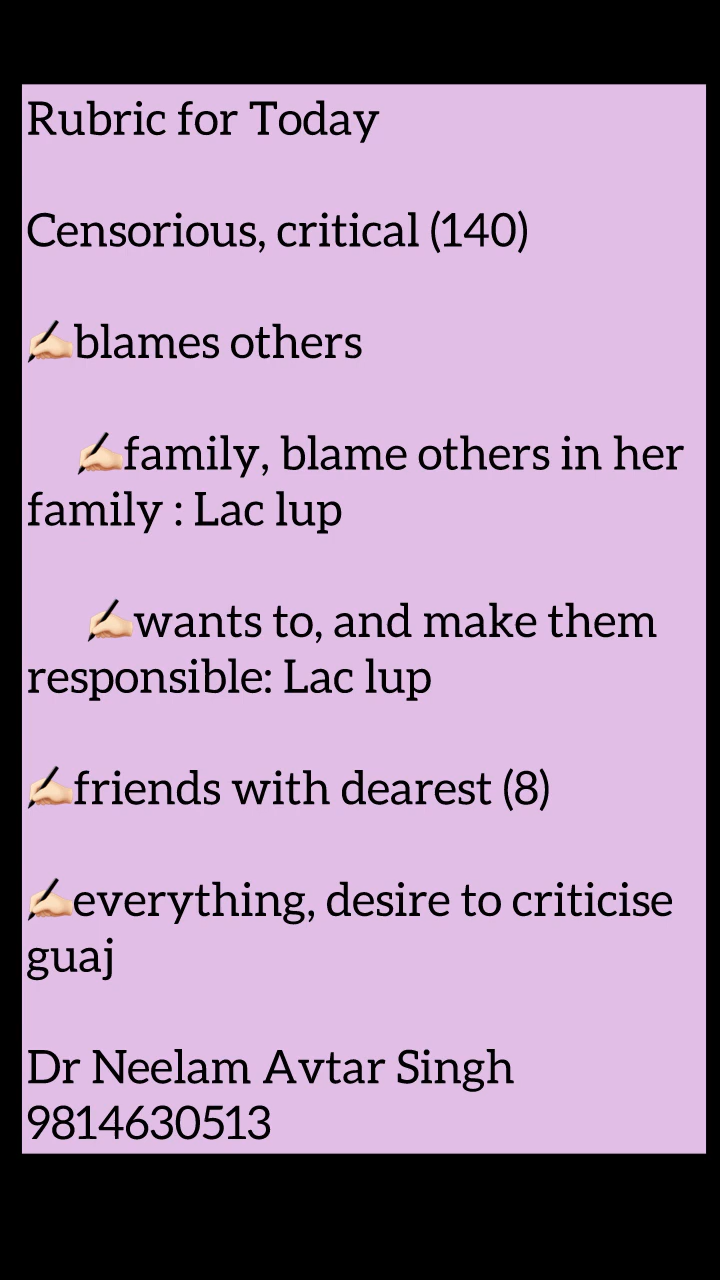 Rubric for Today
Censorious, critical (140)
✍🏻blames others
✍🏻family, blame others in her
family : Lac lup
✍🏻wants to, and make them
responsible: Lac lup
✍🏻friends with dearest (8)
✍🏻everything, desire to criticise
guaj
Dr Neelam Avtar Singh
9814630513